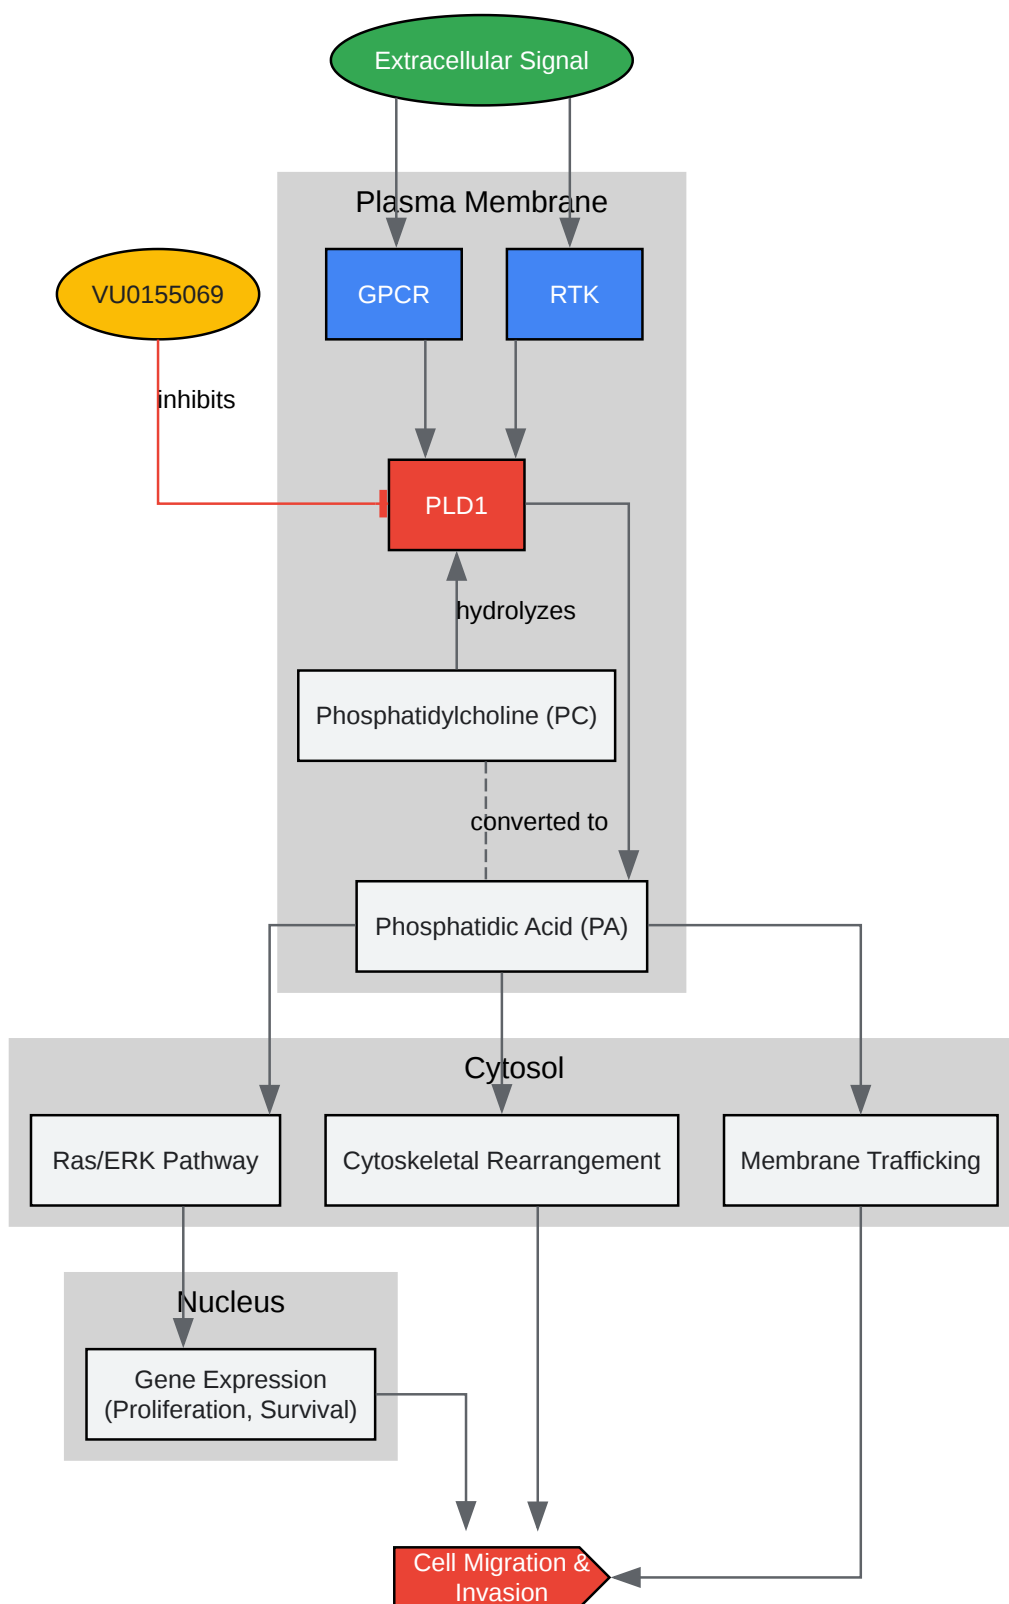 Extracellular Signal
Plasma Membrane
VU0155069
GPCR
RTK
inhibits
PLD1
hydrolyzes
Phosphatidylcholine (PC)
converted to
Phosphatidic Acid (PA)
Cytosol
Ras/ERK Pathway
Cytoskeletal Rearrangement
Membrane Trafficking
Nucleus
Gene Expression
(Proliferation, Survival)
Cell Migration &
Invasion